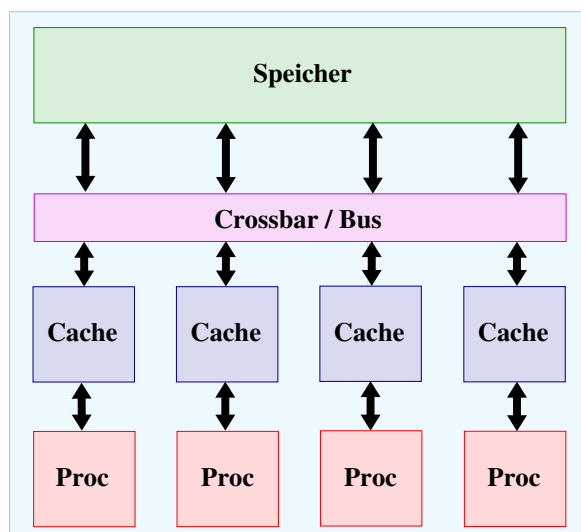 Speicher
Crossbar / Bus
Cache Cache Cache Cache
Proc Proc Proc Proc